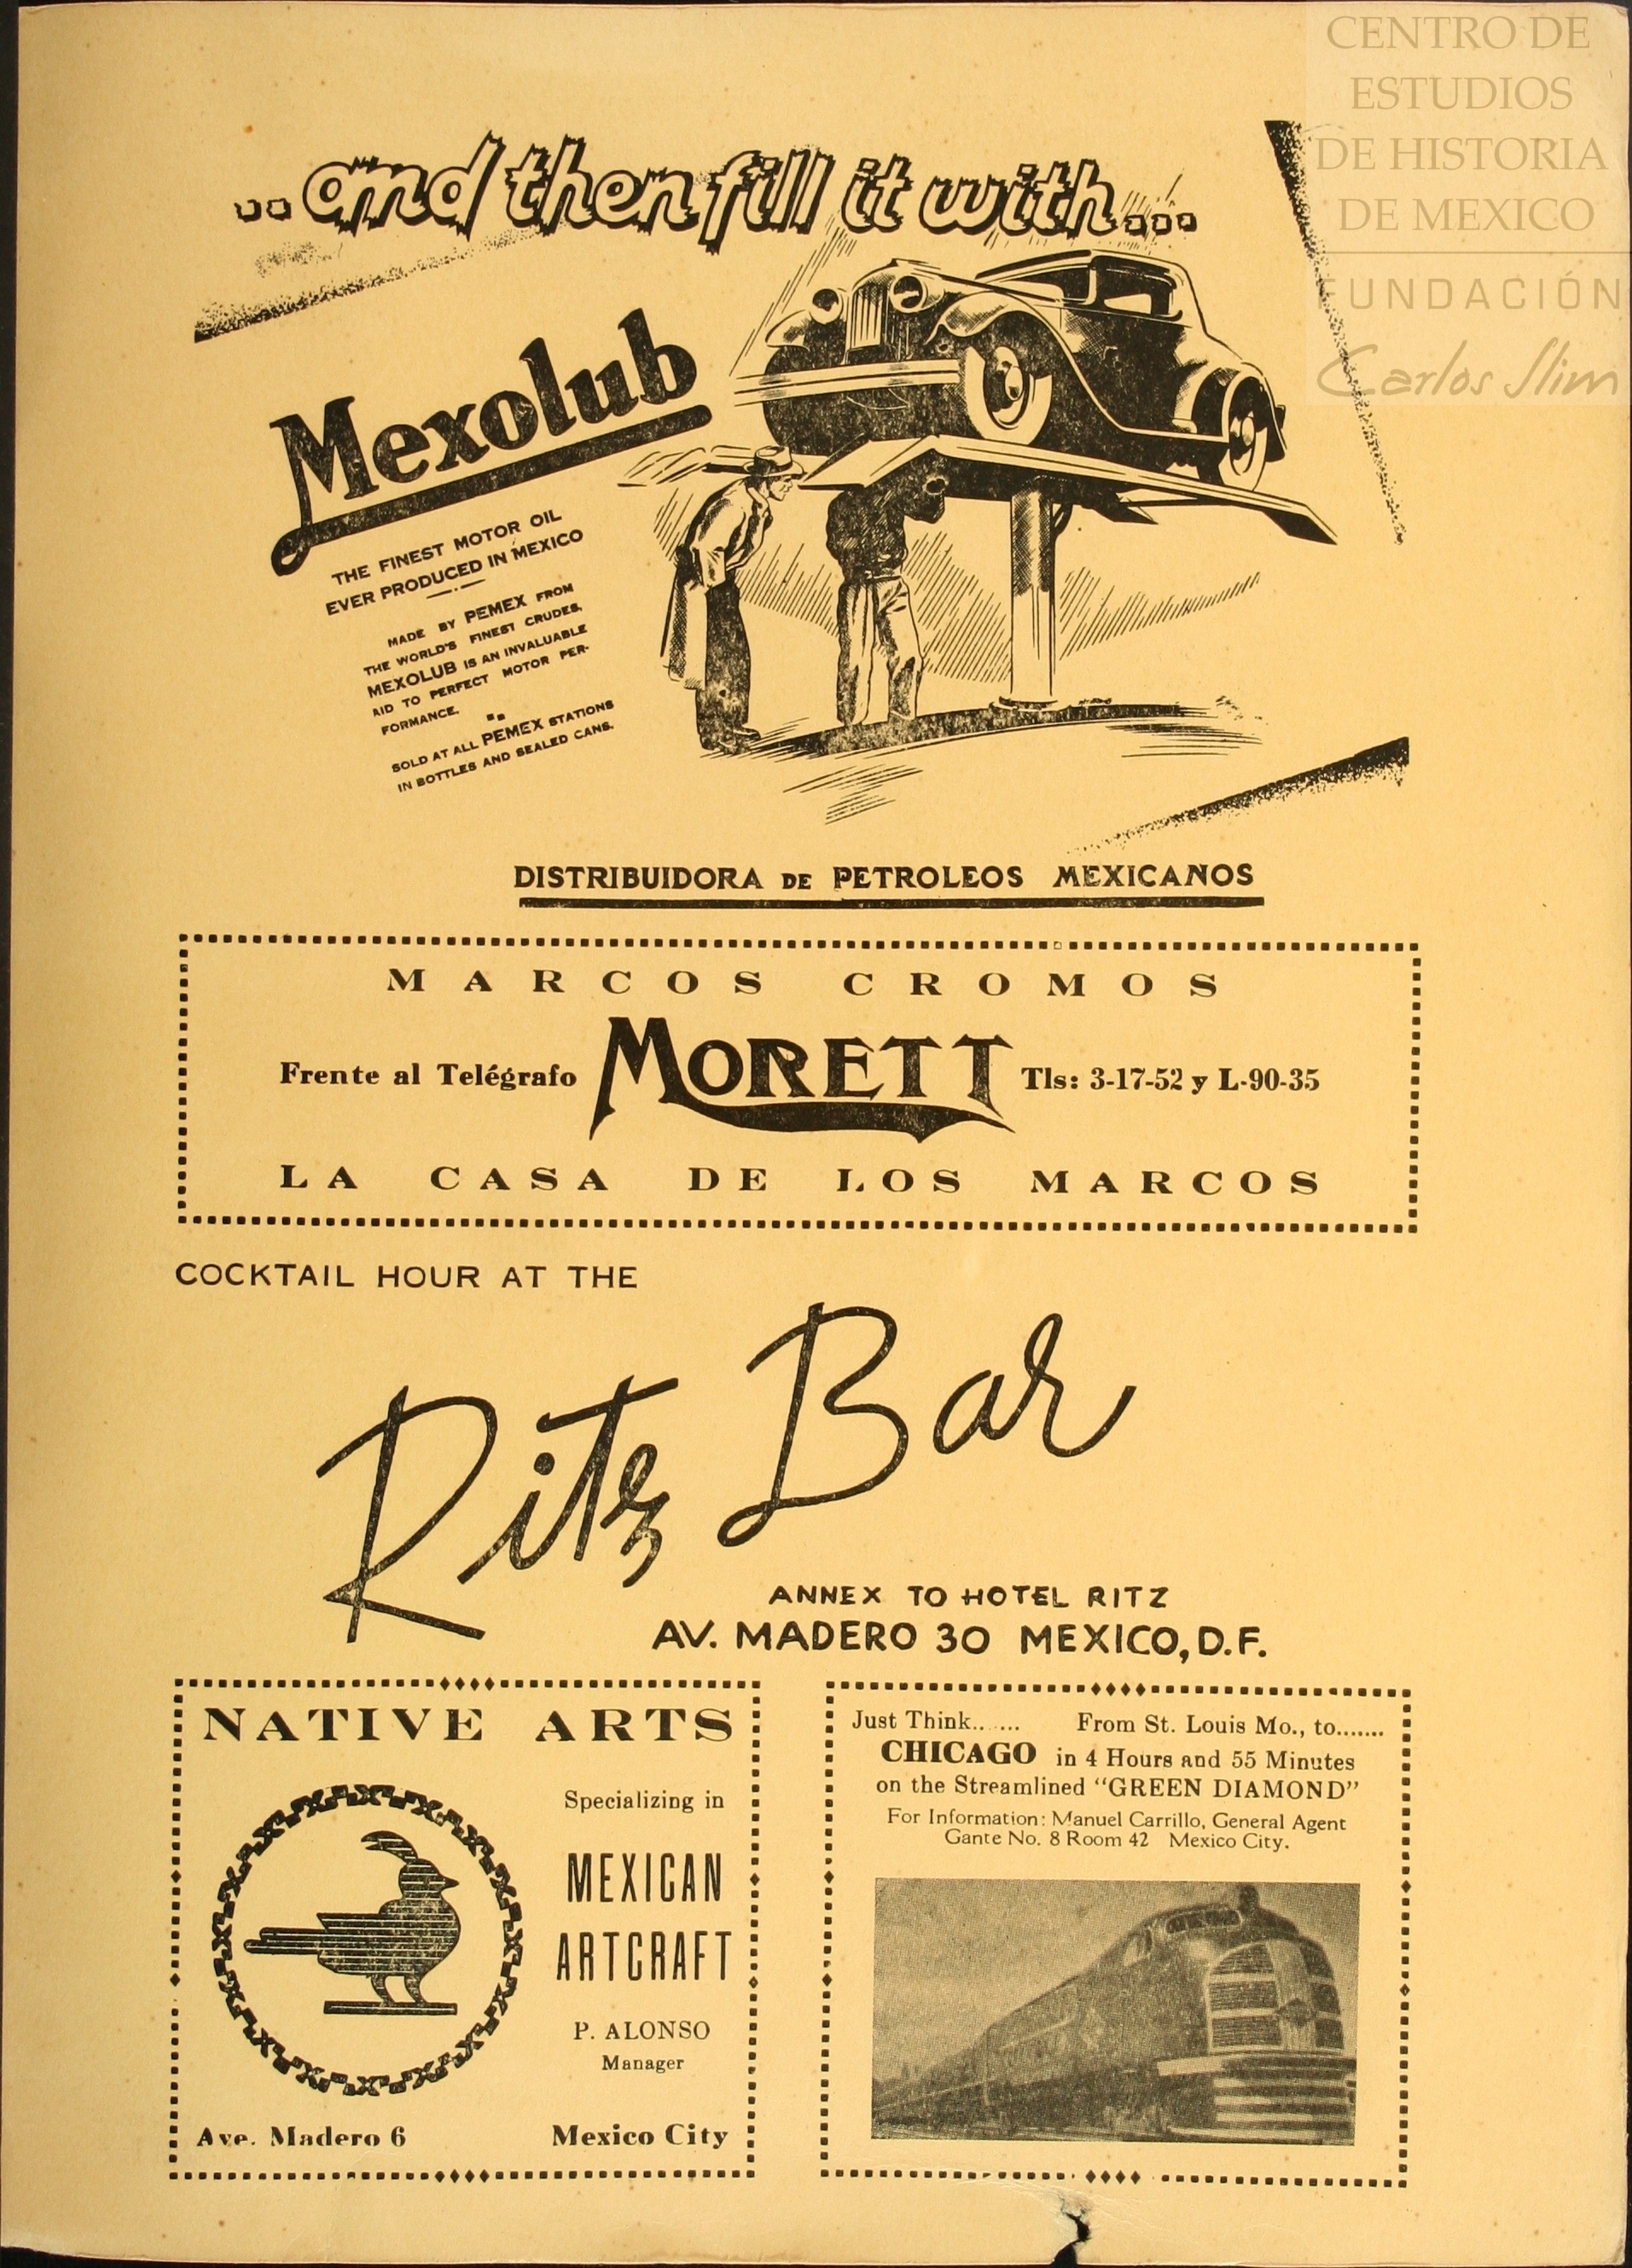 CENTRO DE
ESTUDIOS
DE HISTORIA
DE MEXICO
FUNDACIÓN
Carlos Slim
..and then fill it with...
Mexolub
THE FINEST MOTOR OIL
EVER PRODUCED IN MEXICO
MADE BY PEMEX FROM
THE WORLD'S FINEST CRUDES,
MEXOLUB IS AN INVALUABLE
AID TO PERFECT MOTOR PER-
FORMANCE.
SOLD AT ALL PEMEX STATIONS
IN BOTTLES AND SEALED CANS.
DISTRIBUIDORA DE PETROLEOS MEXICANOS
MARCOS CROMOS
Frente al Telégrafo MORETT Tls: 3-17-52 y L-90-35
LA CASA DE LOS MARCOS
COCKTAIL HOUR AT THE
Ritz Bar
ANNEX TO HOTEL RITZ
AV. MADERO 30 MEXICO, D.F.
NATIVE ARTS
Specializing in
MEXICAN
ARTCRAFT
P. ALONSO
Manager
Ave. Madero 6 Mexico City
Just Think....... From St. Louis Mo., to.......
CHICAGO in 4 Hours and 55 Minutes
on the Streamlined "GREEN DIAMOND"
For Information: Manuel Carrillo, General Agent
Gante No. 8 Room 42 Mexico City.